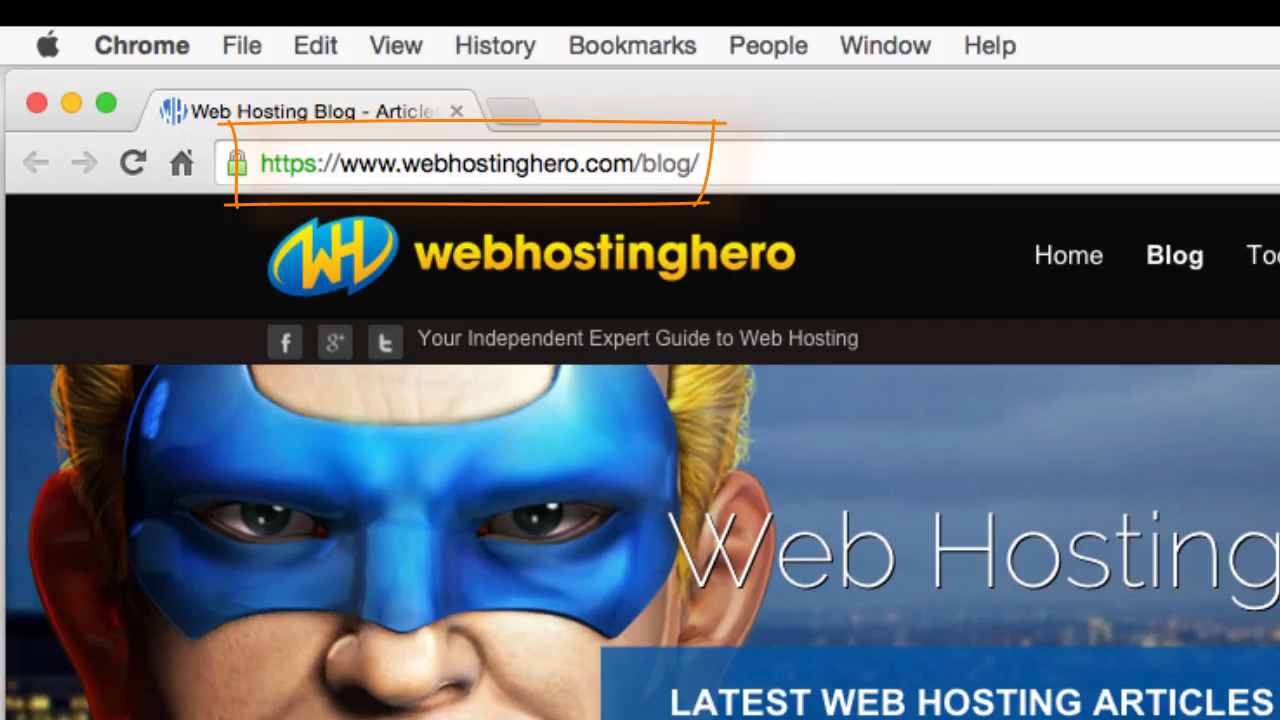 Chrome File Edit View History Bookmarks People Window Help
Web Hosting Blog - Article
https://www.webhostinghero.com/blog/
WH webhostinghero
Home Blog Too
f g+ t Your Independent Expert Guide to Web Hosting
Web Hosting
LATEST WEB HOSTING ARTICLES